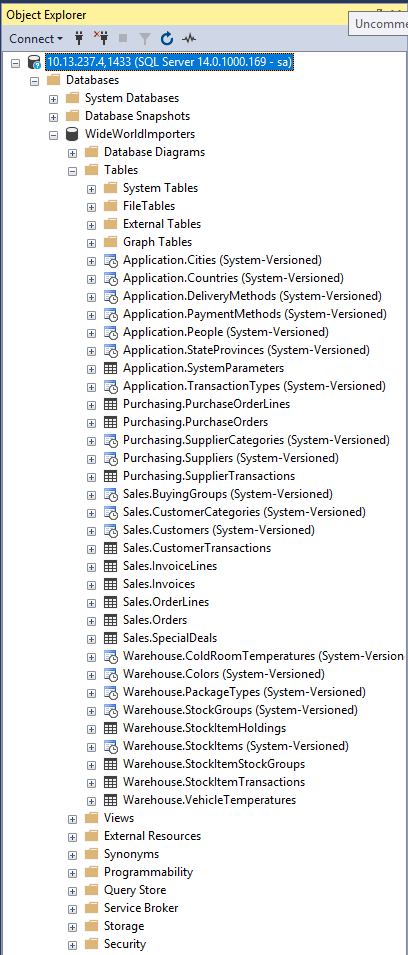 Object Explorer
Uncomme
Connect
10.13.237.4,1433 (SQL Server 14.0.1000.169 - sa)
Databases
System Databases
Database Snapshots
WideWorldImporters
Database Diagrams
Tables
System Tables
FileTables
External Tables
Graph Tables
Application.Cities (System-Versioned)
Application.Countries (System-Versioned)
Application.DeliveryMethods (System-Versioned)
Application.PaymentMethods (System-Versioned)
Application.People (System-Versioned)
Application.StateProvinces (System-Versioned)
Application.SystemParameters
Application.TransactionTypes (System-Versioned)
Purchasing.PurchaseOrderLines
Purchasing.PurchaseOrders
Purchasing.SupplierCategories (System-Versioned)
Purchasing.Suppliers (System-Versioned)
Purchasing.SupplierTransactions
Sales.BuyingGroups (System-Versioned)
Sales.CustomerCategories (System-Versioned)
Sales.Customers (System-Versioned)
Sales.CustomerTransactions
Sales.InvoiceLines
Sales.Invoices
Sales.OrderLines
Sales.Orders
Sales.SpecialDeals
Warehouse.ColdRoomTemperatures (System-Version
Warehouse.Colors (System-Versioned)
Warehouse.PackageTypes (System-Versioned)
Warehouse.StockGroups (System-Versioned)
Warehouse.StockItemHoldings
Warehouse.StockItems (System-Versioned)
Warehouse.StockItemStockGroups
Warehouse.StockItemTransactions
Warehouse.VehicleTemperatures
Views
External Resources
Synonyms
Programmability
Query Store
Service Broker
Storage
Security